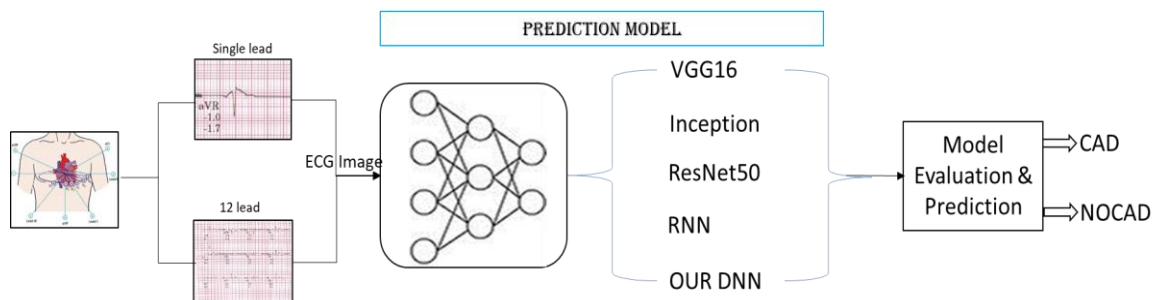 PREDICTION MODEL
Single lead
aVR
-1.0
-1.7
12 lead
ECG Image
VGG16
Inception
ResNet50
RNN
OUR DNN
Model
Evaluation &
Prediction
CAD
NOCAD